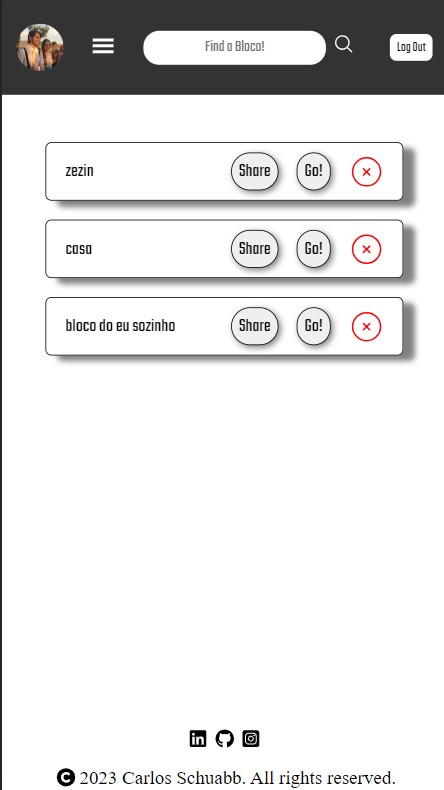 Find a Bloco!
Log Out
zezin Share Go!
casa Share Go!
bloco do eu sozinho Share Go!
in
C 2023 Carlos Schuabb. All rights reserved.